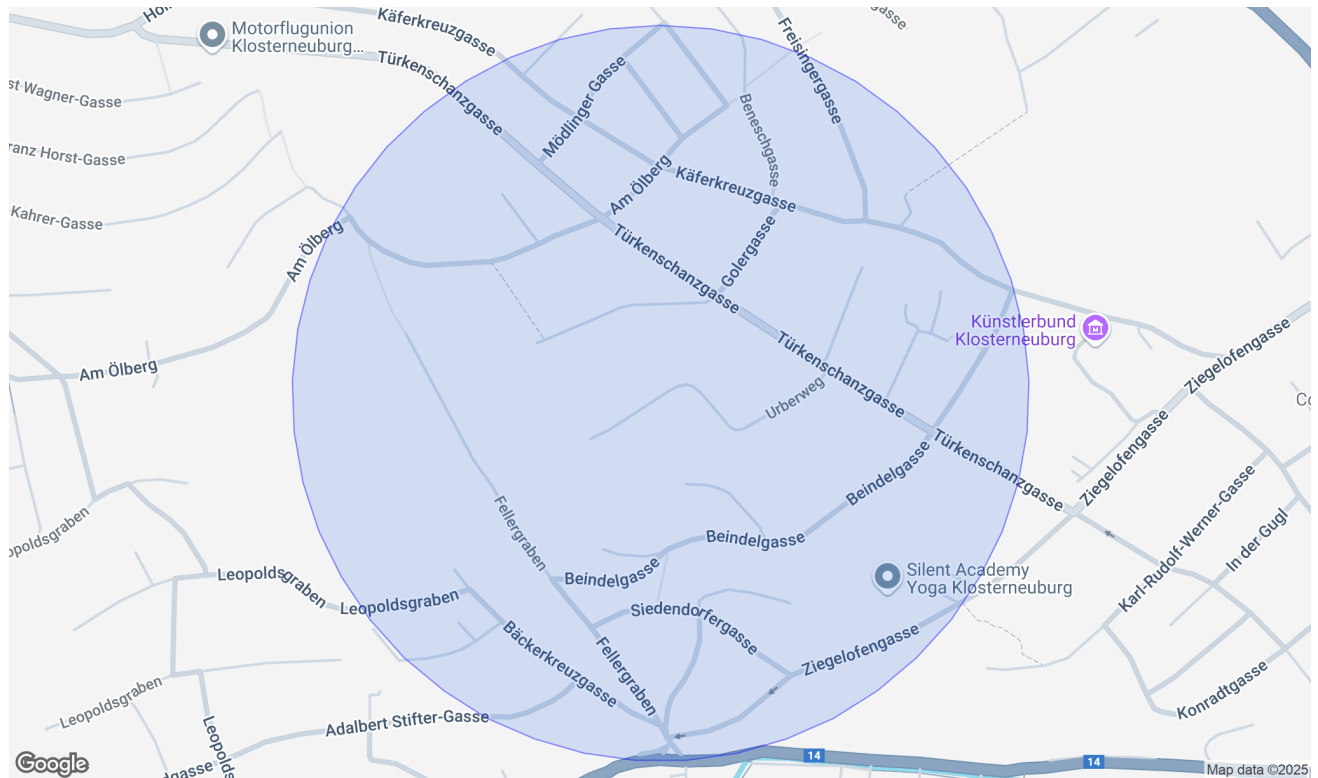 Motorflugunion
Klosterneuburg...
Käferkreuzgasse
Türkenschanzgasse
Freisingergasse
Mödlinger Gasse
Beneschgasse
st Wagner-Gasse
ranz Horst-Gasse
Kahrer-Gasse
Am Ölberg
Käferkreuzgasse
Am Ölberg
Türkenschanzgasse
Golergasse
Künstlerbund
Klosterneuburg
Ziegelofengasse
Am Ölberg
Türkenschanzgasse
Urberweg
Türkenschanzgasse
Ziegelofengasse
Beindelgasse
Karl-Rudolf-Werner-Gasse
In der Gugl
Fellergraben
opoldsgraben
Beindelgasse
Beindelgasse
Silent Academy
Yoga Klosterneuburg
Leopoldsgraben
Leopoldsgraben
Siedendorfergasse
Bäckerkreuzgasse
Fellergraben
Ziegelofengasse
Konradtgasse
Leopoldsgraben
Adalbert Stifter-Gasse
Leopolds
dgasse
14
14
Google
Map data ©2025